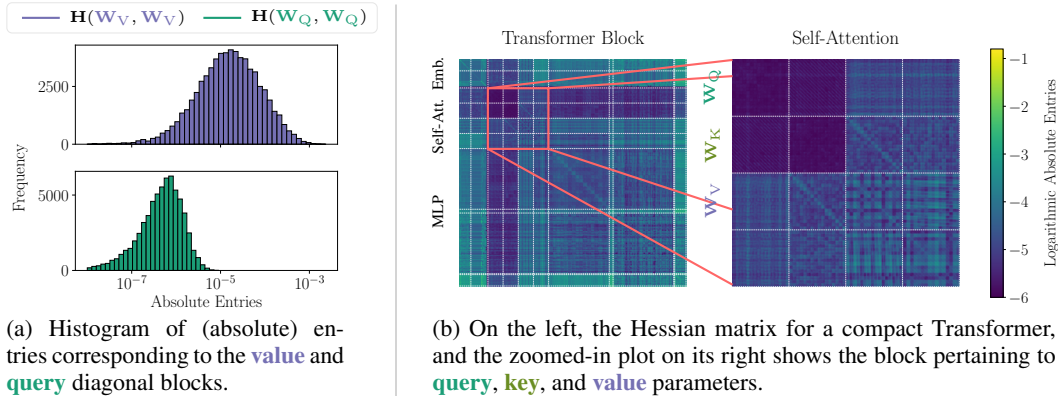 H(W_V, W_V) H(W_Q, W_Q)
2500
0
5000
0
Frequency
10^−7 10^−5 10^−3
Absolute Entries
(a) Histogram of (absolute) en-
tries corresponding to the value and
query diagonal blocks.
Transformer Block Self-Attention
Emb.
Self-Att.
MLP
W_Q
W_K
W_V
−1
−2
−3
−4
−5
−6
Logarithmic Absolute Entries
(b) On the left, the Hessian matrix for a compact Transformer,
and the zoomed-in plot on its right shows the block pertaining to
query, key, and value parameters.